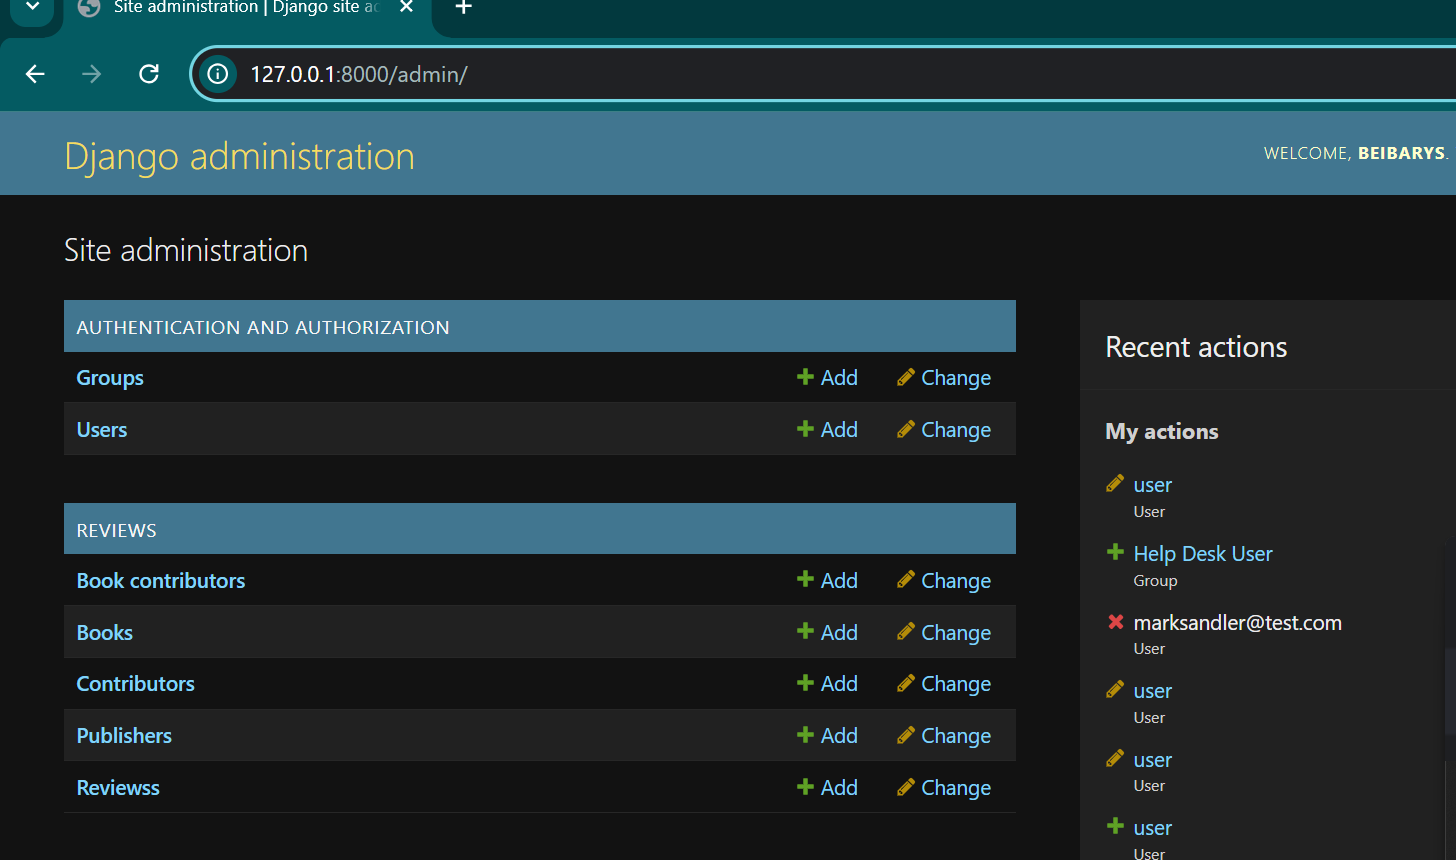 Site administration | Django site ac
127.0.0.1:8000/admin/
Django administration
WELCOME, BEIBARYS.
Site administration
AUTHENTICATION AND AUTHORIZATION
Groups Add Change
Users Add Change
REVIEWS
Book contributors Add Change
Books Add Change
Contributors Add Change
Publishers Add Change
Reviewss Add Change
Recent actions
My actions
user
User
Help Desk User
Group
marksandler@test.com
User
user
User
user
User
user
User